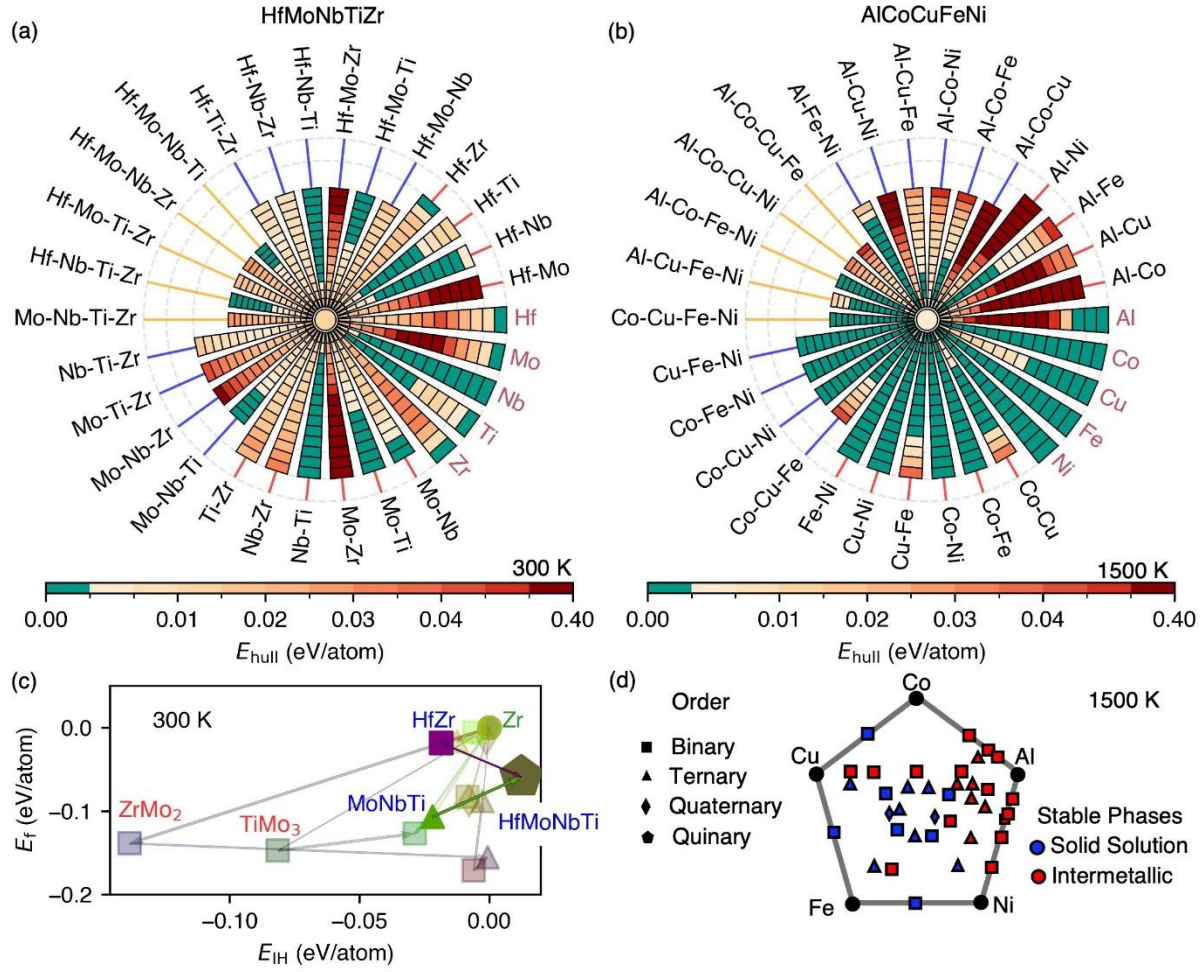 (a)
HfMoNbTiZr
Hf-Mo-Nb-Ti
Hf-Ti-Zr
Hf-Nb-Zr
Hf-Nb-Ti
Hf-Mo-Zr
Hf-Mo-Ti
Hf-Mo-Nb
Hf-Zr
Hf-Ti
Hf-Nb
Hf-Mo
Hf
Mo
Nb
Ti
Zr
Mo-Nb
Mo-Ti
Mo-Zr
Nb-Ti
Nb-Zr
Ti-Zr
Mo-Nb-Ti
Mo-Nb-Zr
Mo-Ti-Zr
Nb-Ti-Zr
Mo-Nb-Ti-Zr
Hf-Nb-Ti-Zr
Hf-Mo-Ti-Zr
Hf-Mo-Nb-Zr
300 K
0.00 0.01 0.02 0.03 0.04 0.40
E_hull (eV/atom)
(b)
AlCoCuFeNi
Al-Co-Cu-Fe
Al-Fe-Ni
Al-Cu-Ni
Al-Cu-Fe
Al-Co-Ni
Al-Co-Fe
Al-Co-Cu
Al-Ni
Al-Fe
Al-Cu
Al-Co
Al
Co
Cu
Fe
Ni
Co-Cu
Co-Fe
Co-Ni
Cu-Fe
Cu-Ni
Fe-Ni
Co-Cu-Fe
Co-Cu-Ni
Co-Fe-Ni
Cu-Fe-Ni
Co-Cu-Fe-Ni
Al-Cu-Fe-Ni
Al-Co-Fe-Ni
Al-Co-Cu-Ni
1500 K
0.00 0.01 0.02 0.03 0.04 0.40
E_hull (eV/atom)
(c)
300 K
HfZr
Zr
ZrMo₂
TiMo₃
MoNbTi
HfMoNbTi
0.0
−0.1
−0.2
E_f (eV/atom)
−0.10 −0.05 0.00
E_IH (eV/atom)
(d)
Order
Binary
Ternary
Quaternary
Quinary
1500 K
Co
Cu
Al
Fe
Ni
Stable Phases
Solid Solution
Intermetallic